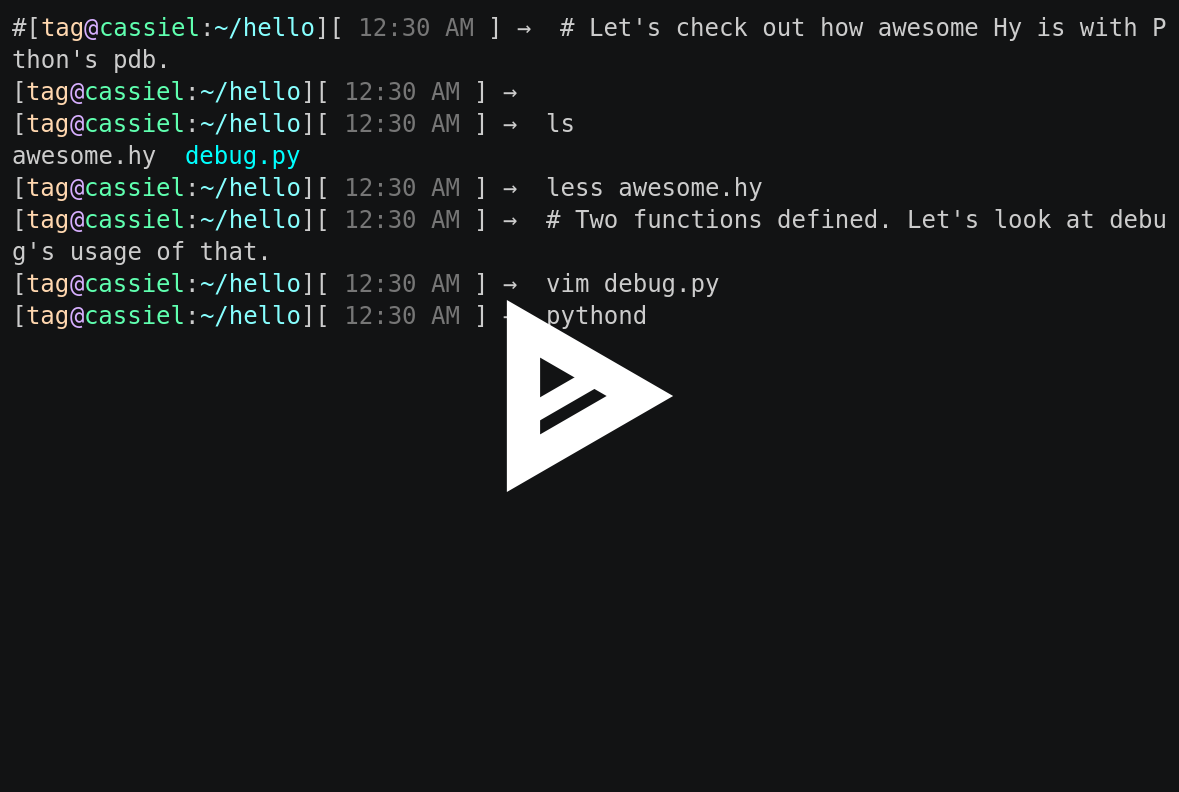 #[tag@cassiel:~/hello][ 12:30 AM ] →  # Let's check out how awesome Hy is with P
thon's pdb.
[tag@cassiel:~/hello][ 12:30 AM ] →
[tag@cassiel:~/hello][ 12:30 AM ] →  ls
awesome.hy  debug.py
[tag@cassiel:~/hello][ 12:30 AM ] →  less awesome.hy
[tag@cassiel:~/hello][ 12:30 AM ] →  # Two functions defined. Let's look at debu
g's usage of that.
[tag@cassiel:~/hello][ 12:30 AM ] →  vim debug.py
[tag@cassiel:~/hello][ 12:30 AM ] →  pythond